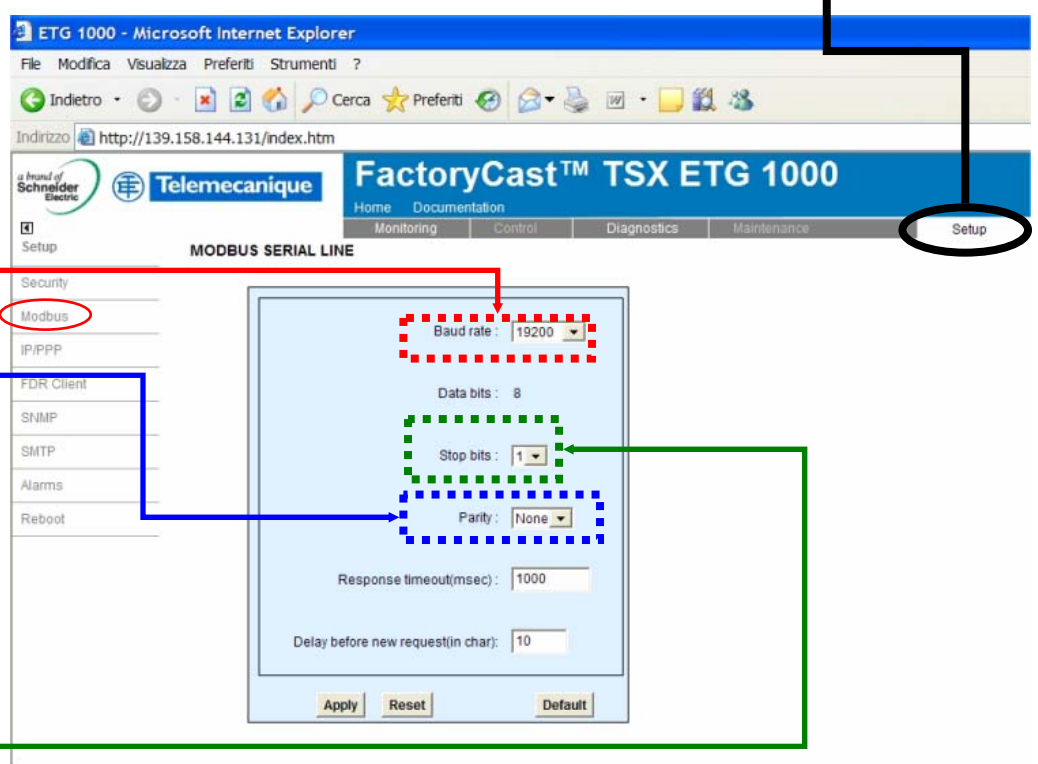 ETG 1000 - Microsoft Internet Explorer
File Modifica Visualizza Preferiti Strumenti ?
Indietro Cerca Preferiti
Indirizzo http://139.158.144.131/index.htm
a brand of
Schneider
Electric
Telemecanique
FactoryCast™ TSX ETG 1000
Home Documentation
Monitoring Control Diagnostics Maintenance Setup
Setup
MODBUS SERIAL LINE
Security
Modbus
IP/PPP
FDR Client
SNMP
SMTP
Alarms
Reboot
Baud rate : 19200
Data bits : 8
Stop bits : 1
Parity : None
Response timeout(msec) : 1000
Delay before new request(in char): 10
Apply Reset Default